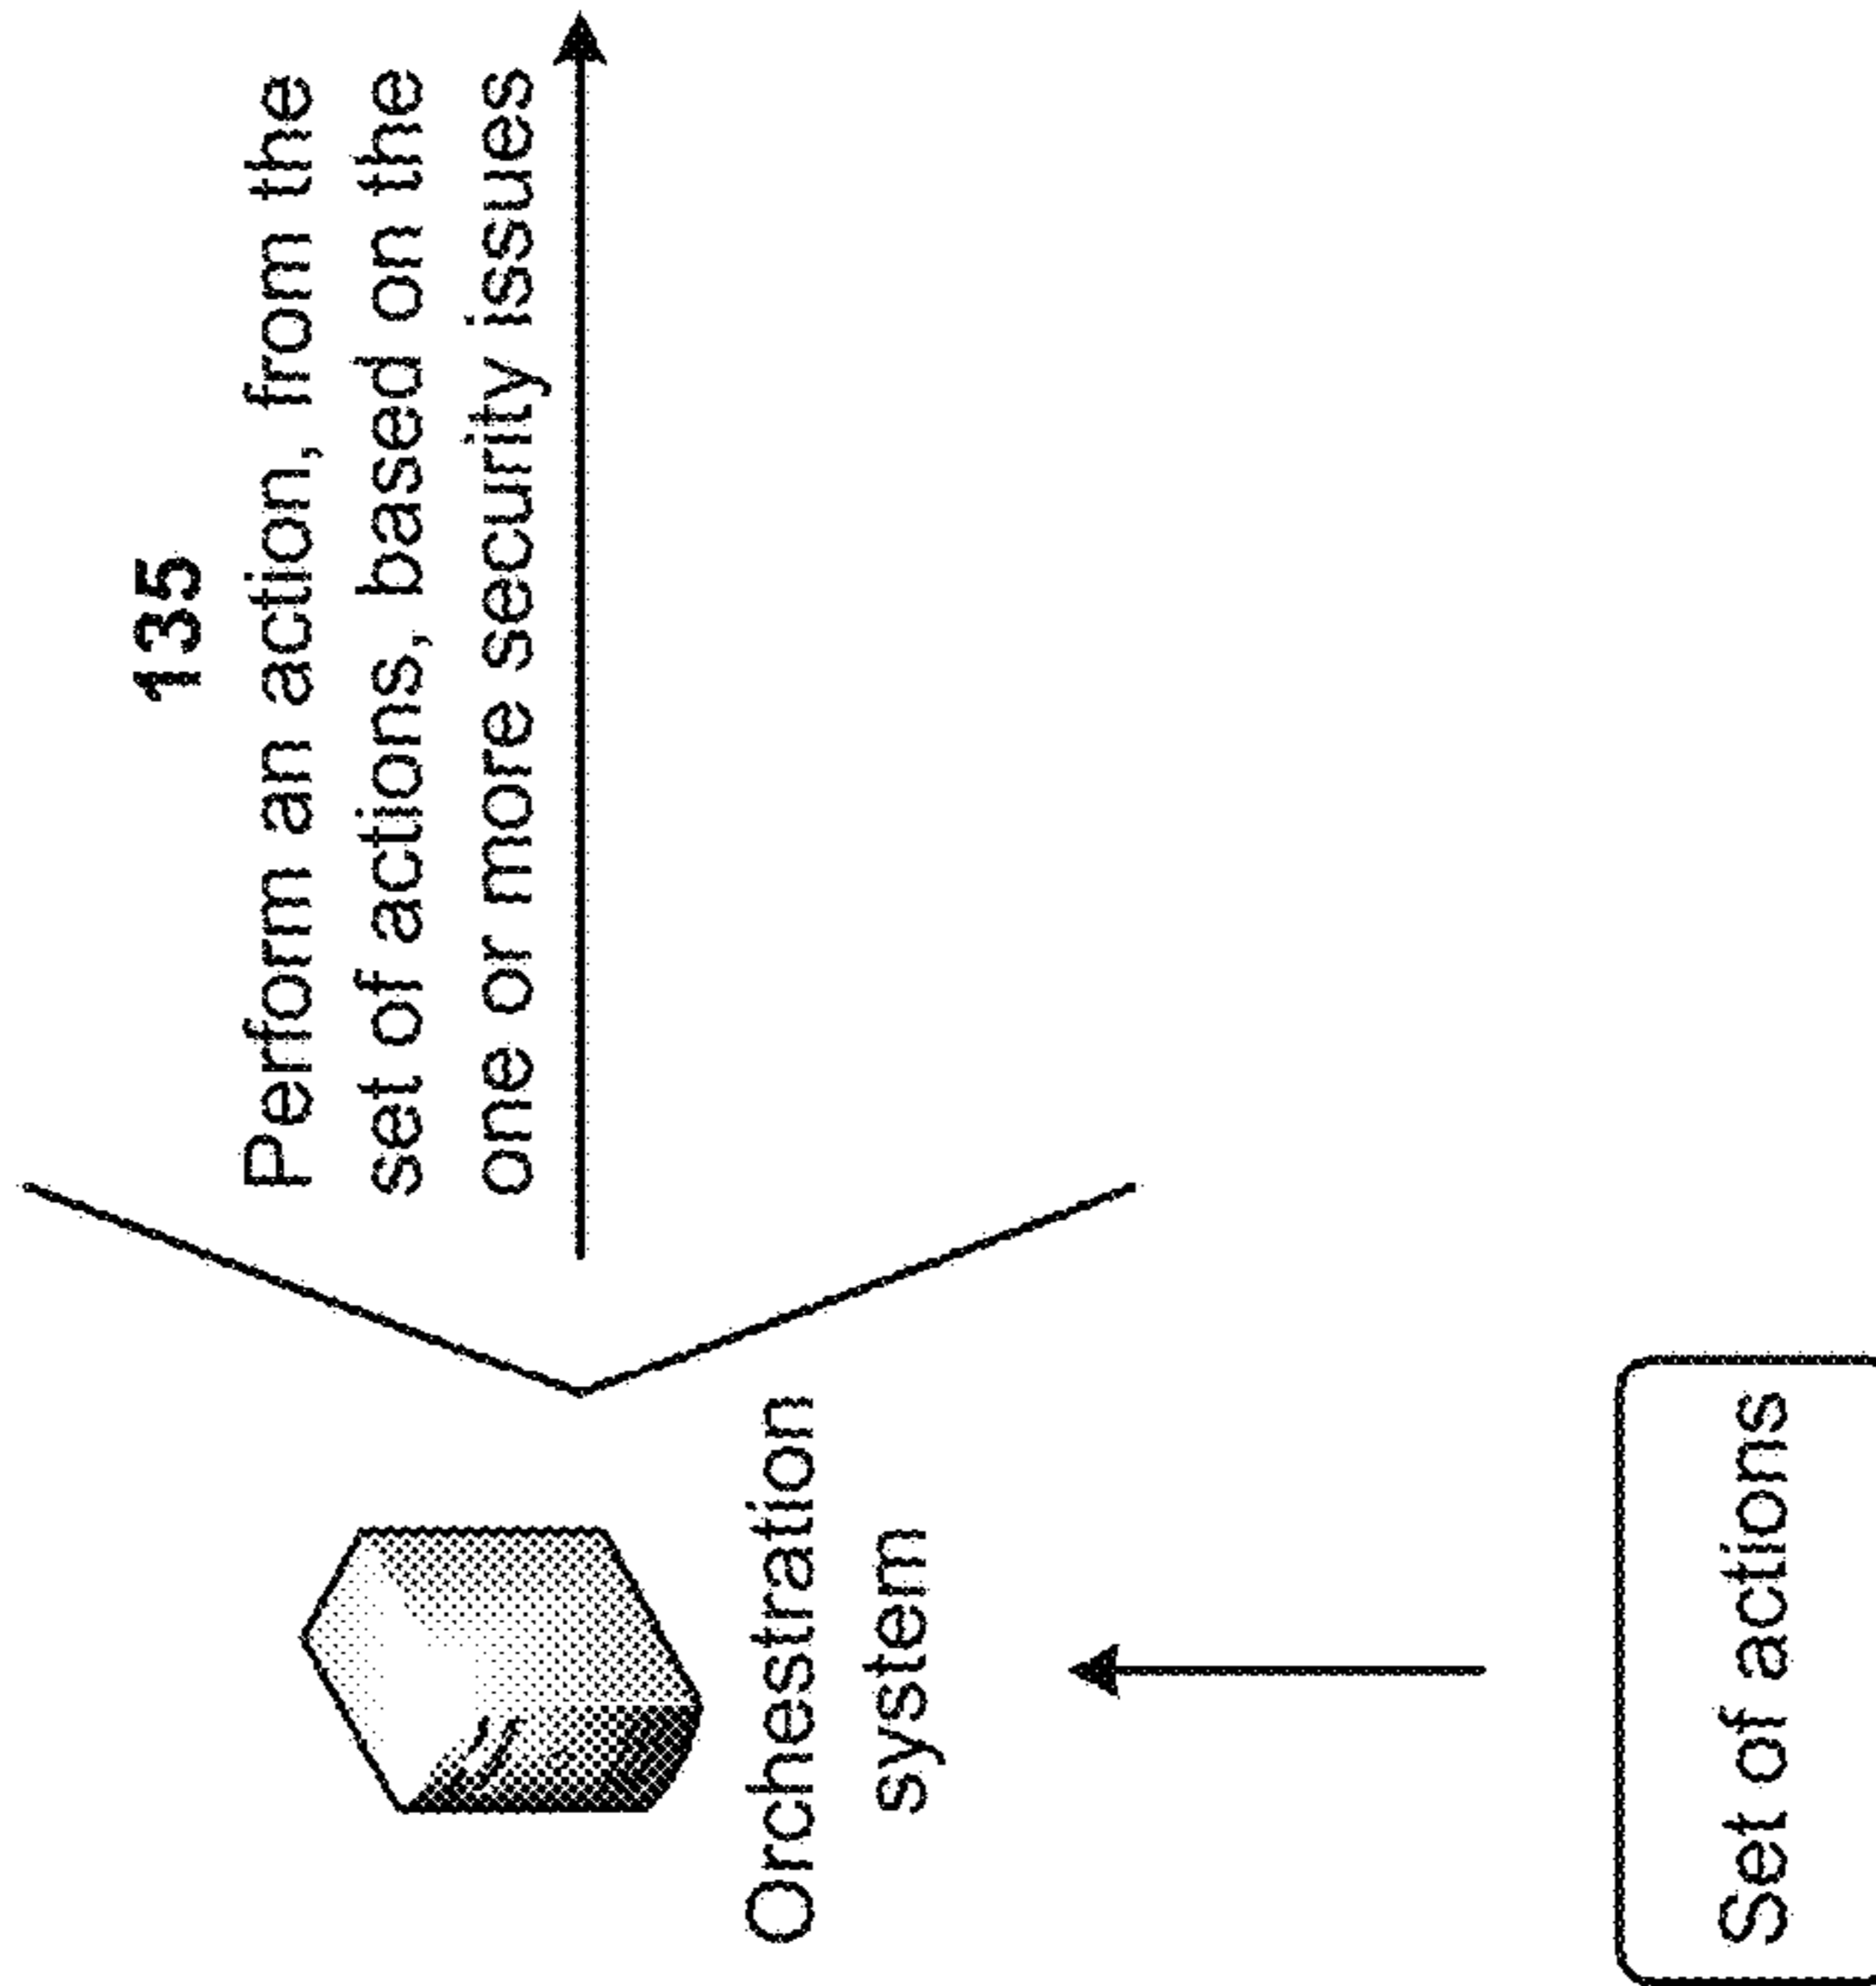 135
Perform an action, from the
set of actions, based on the
one or more security issues
Orchestration
system
Set of actions